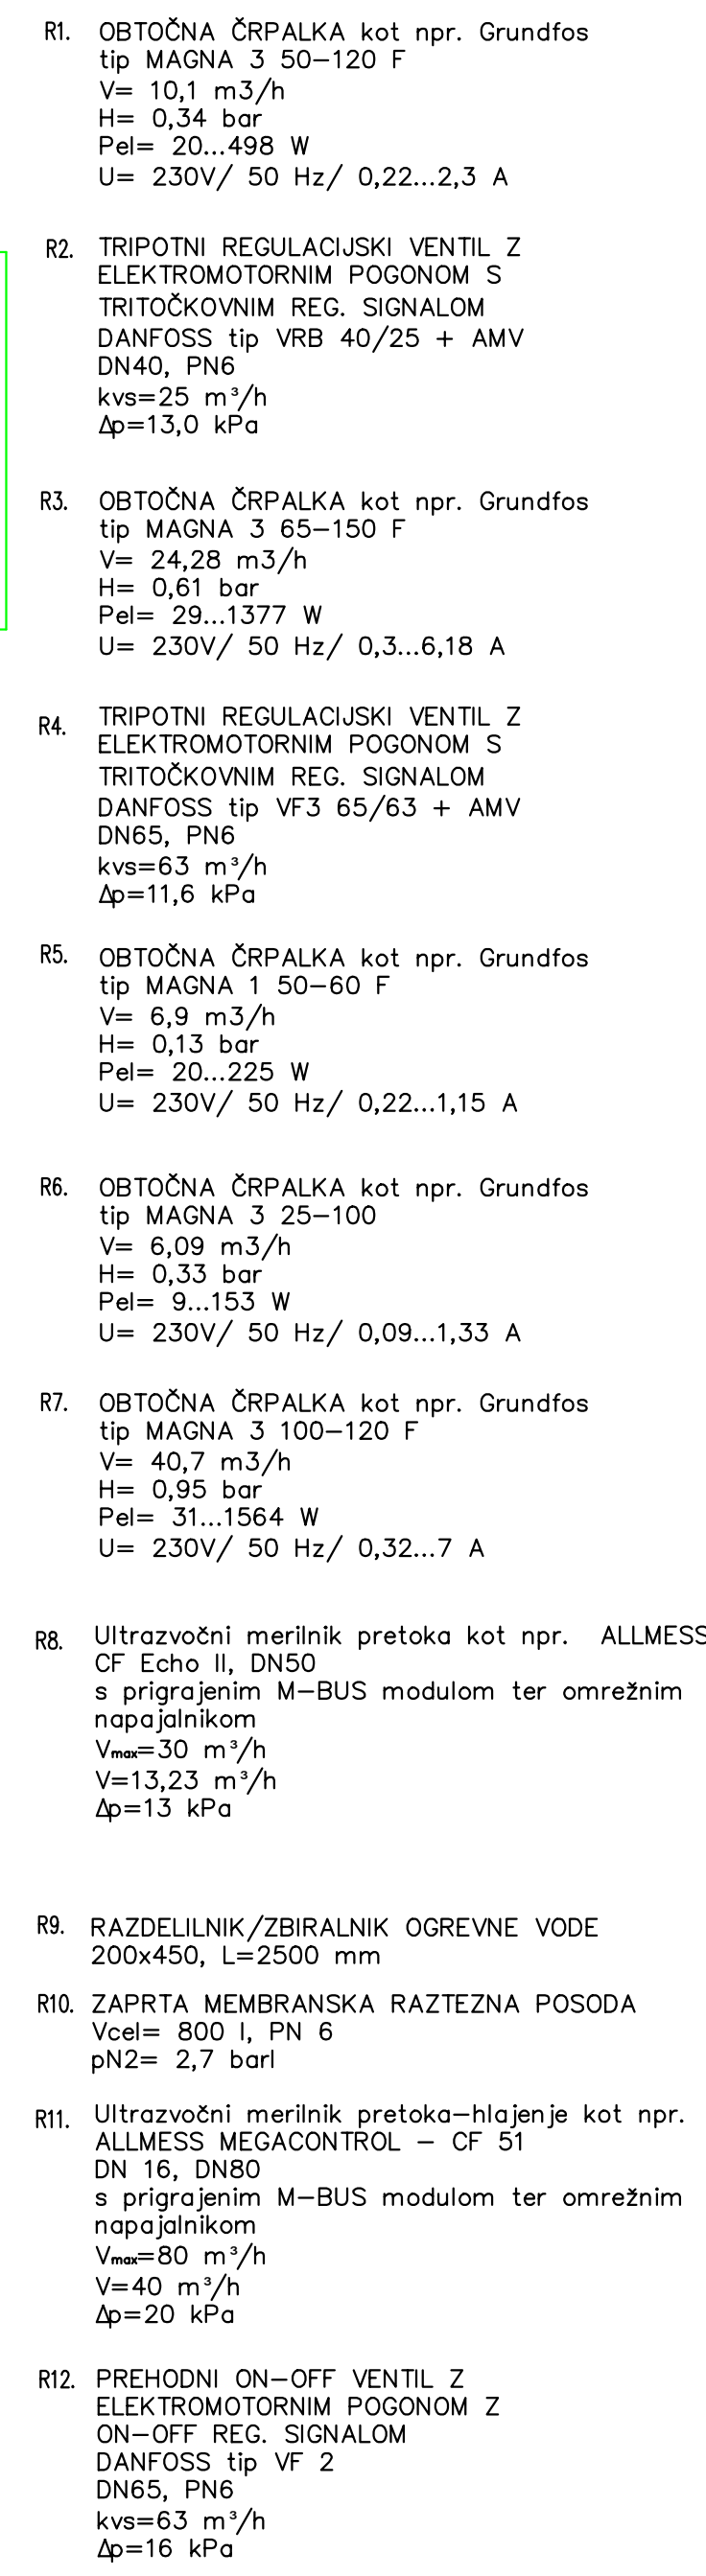 R1. OBTOČNA ČRPALKA kot npr. Grundfos
tip MAGNA 3 50-120 F
V= 10,1 m3/h
H= 0,34 bar
Pel= 20...498 W
U= 230V/ 50 Hz/ 0,22...2,3 A
R2. TRIPOTNI REGULACIJSKI VENTIL Z
ELEKTROMOTORNIM POGONOM S
TRITOČKOVNIM REG. SIGNALOM
DANFOSS tip VRB 40/25 + AMV
DN40, PN6
kvs=25 m³/h
Δp=13,0 kPa
R3. OBTOČNA ČRPALKA kot npr. Grundfos
tip MAGNA 3 65-150 F
V= 24,28 m3/h
H= 0,61 bar
Pel= 29...1377 W
U= 230V/ 50 Hz/ 0,3...6,18 A
R4. TRIPOTNI REGULACIJSKI VENTIL Z
ELEKTROMOTORNIM POGONOM S
TRITOČKOVNIM REG. SIGNALOM
DANFOSS tip VF3 65/63 + AMV
DN65, PN6
kvs=63 m³/h
Δp=11,6 kPa
R5. OBTOČNA ČRPALKA kot npr. Grundfos
tip MAGNA 1 50-60 F
V= 6,9 m3/h
H= 0,13 bar
Pel= 20...225 W
U= 230V/ 50 Hz/ 0,22...1,15 A
R6. OBTOČNA ČRPALKA kot npr. Grundfos
tip MAGNA 3 25-100
V= 6,09 m3/h
H= 0,33 bar
Pel= 9...153 W
U= 230V/ 50 Hz/ 0,09...1,33 A
R7. OBTOČNA ČRPALKA kot npr. Grundfos
tip MAGNA 3 100-120 F
V= 40,7 m3/h
H= 0,95 bar
Pel= 31...1564 W
U= 230V/ 50 Hz/ 0,32...7 A
R8. Ultrazvočni merilnik pretoka kot npr. ALLMESS
CF Echo II, DN50
s prigrajenim M-BUS modulom ter omrežnim
napajalnikom
Vmax=30 m³/h
V=13,23 m³/h
Δp=13 kPa
R9. RAZDELILNIK/ZBIRALNIK OGREVNE VODE
200x450, L=2500 mm
R10. ZAPRTA MEMBRANSKA RAZTEZNA POSODA
Vcel= 800 l, PN 6
pN2= 2,7 barl
R11. Ultrazvočni merilnik pretoka-hlajenje kot npr.
ALLMESS MEGACONTROL - CF 51
DN 16, DN80
s prigrajenim M-BUS modulom ter omrežnim
napajalnikom
Vmax=80 m³/h
V=40 m³/h
Δp=20 kPa
R12. PREHODNI ON-OFF VENTIL Z
ELEKTROMOTORNIM POGONOM Z
ON-OFF REG. SIGNALOM
DANFOSS tip VF 2
DN65, PN6
kvs=63 m³/h
Δp=16 kPa